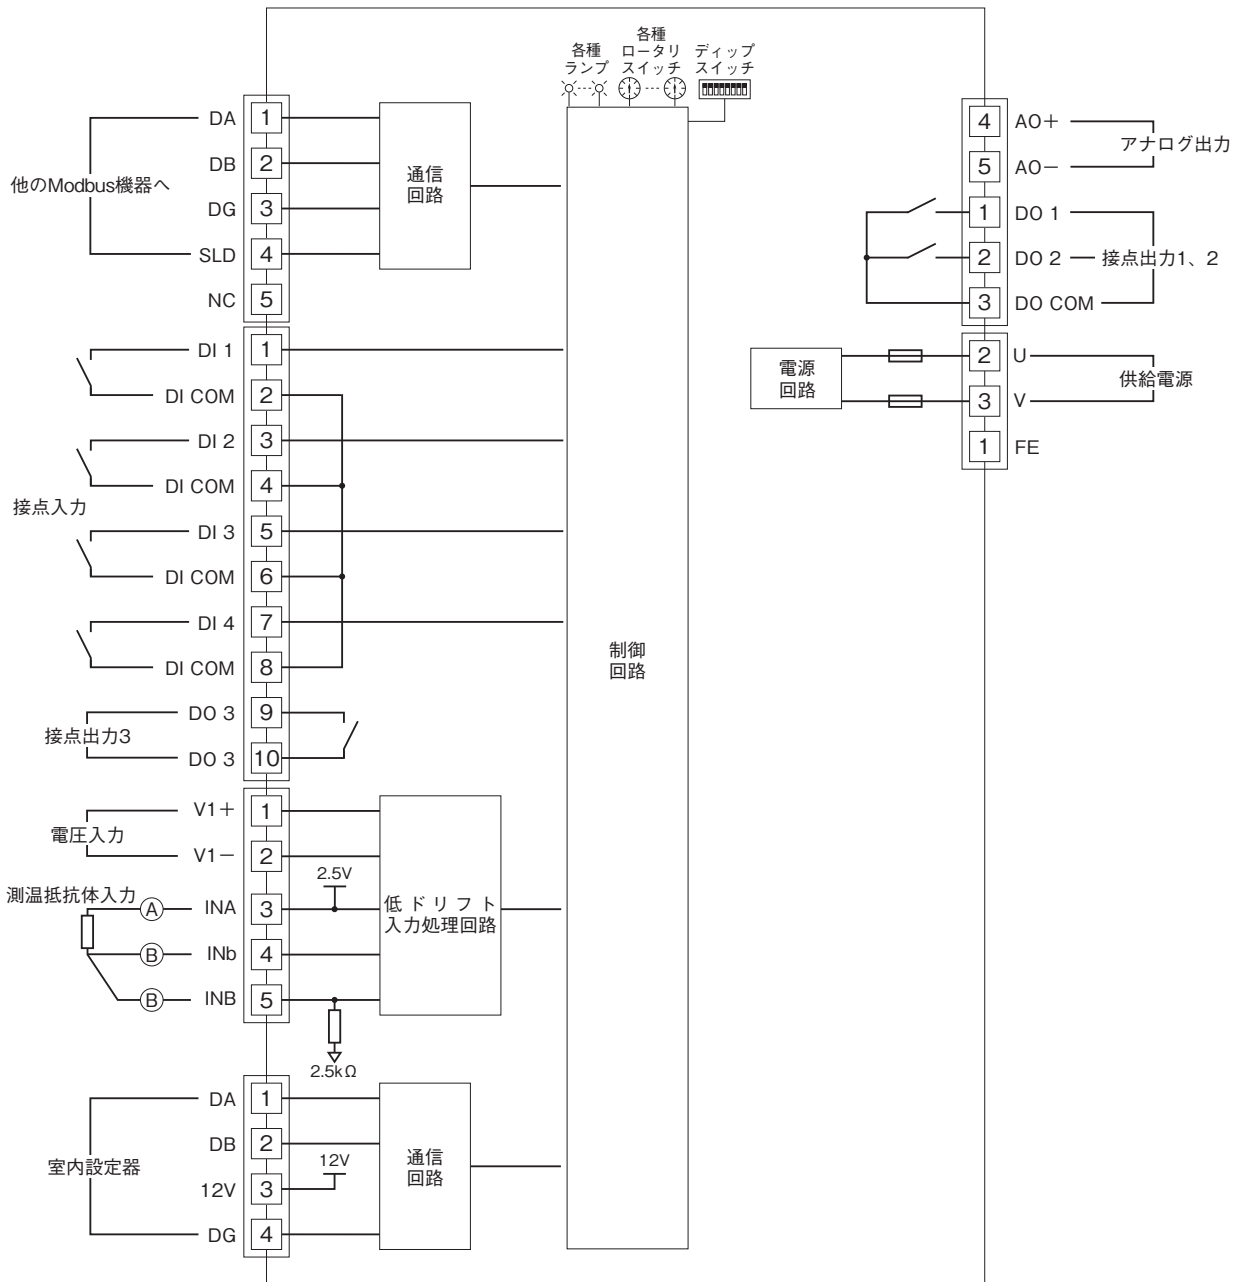 各種
ランプ
各種
ロータリ
スイッチ
ディップ
スイッチ
DA 1
DB 2
DG 3
SLD 4
NC 5
他のModbus機器へ
通信
回路
DI 1 1
DI COM 2
DI 2 3
DI COM 4
DI 3 5
DI COM 6
DI 4 7
DI COM 8
DO 3 9
DO 3 10
接点入力
接点出力3
V1+ 1
V1− 2
INA 3
INb 4
INB 5
電圧入力
測温抵抗体入力
A
B
B
2.5V
2.5kΩ
低ドリフト
入力処理回路
DA 1
DB 2
12V 3
DG 4
室内設定器
12V
通信
回路
制御
回路
4 AO+
5 AO−
アナログ出力
1 DO 1
2 DO 2
3 DO COM
接点出力1、2
電源
回路
2 U
3 V
1 FE
供給電源